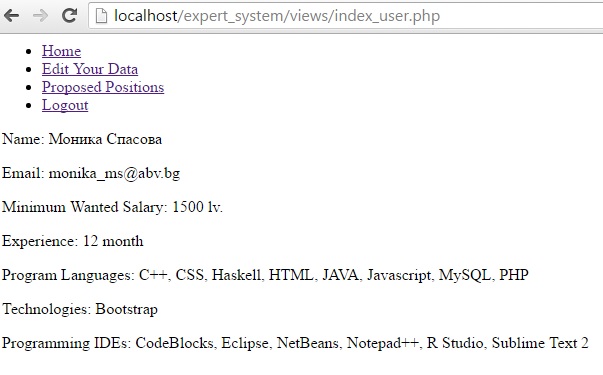 localhost/expert_system/views/index_user.php
Home
Edit Your Data
Proposed Positions
Logout
Name: Моника Спасова
Email: monika_ms@abv.bg
Minimum Wanted Salary: 1500 lv.
Experience: 12 month
Program Languages: C++, CSS, Haskell, HTML, JAVA, Javascript, MySQL, PHP
Technologies: Bootstrap
Programming IDEs: CodeBlocks, Eclipse, NetBeans, Notepad++, R Studio, Sublime Text 2